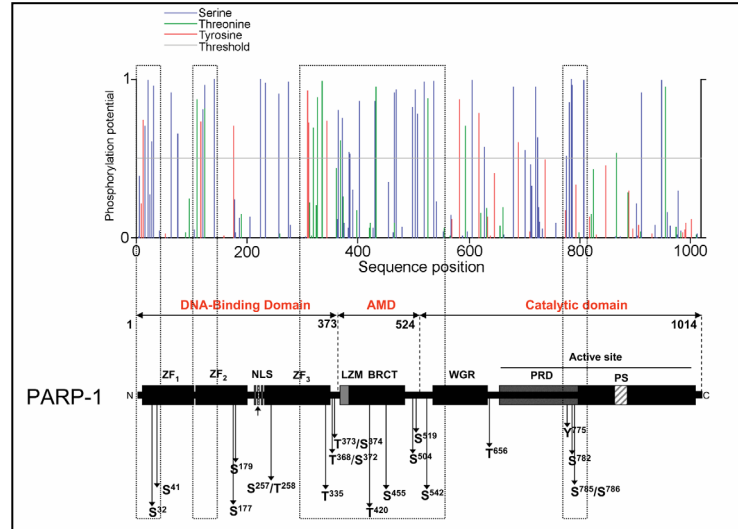 Serine
Threonine
Tyrosine
Threshold
Phosphorylation potential
1
0
0 200 400 600 800 1000
Sequence position
DNA-Binding Domain AMD Catalytic domain
1 373 524 1014
Active site
ZF1 ZF2 NLS ZF3 LZM BRCT WGR PRD PS
PARP-1 N C
T373/S374 S519 Y775
T368/S372 S504 T656 S782
S41 S179 S257/T258 T335 S455 S542 S785/S786
S32 S177 T420